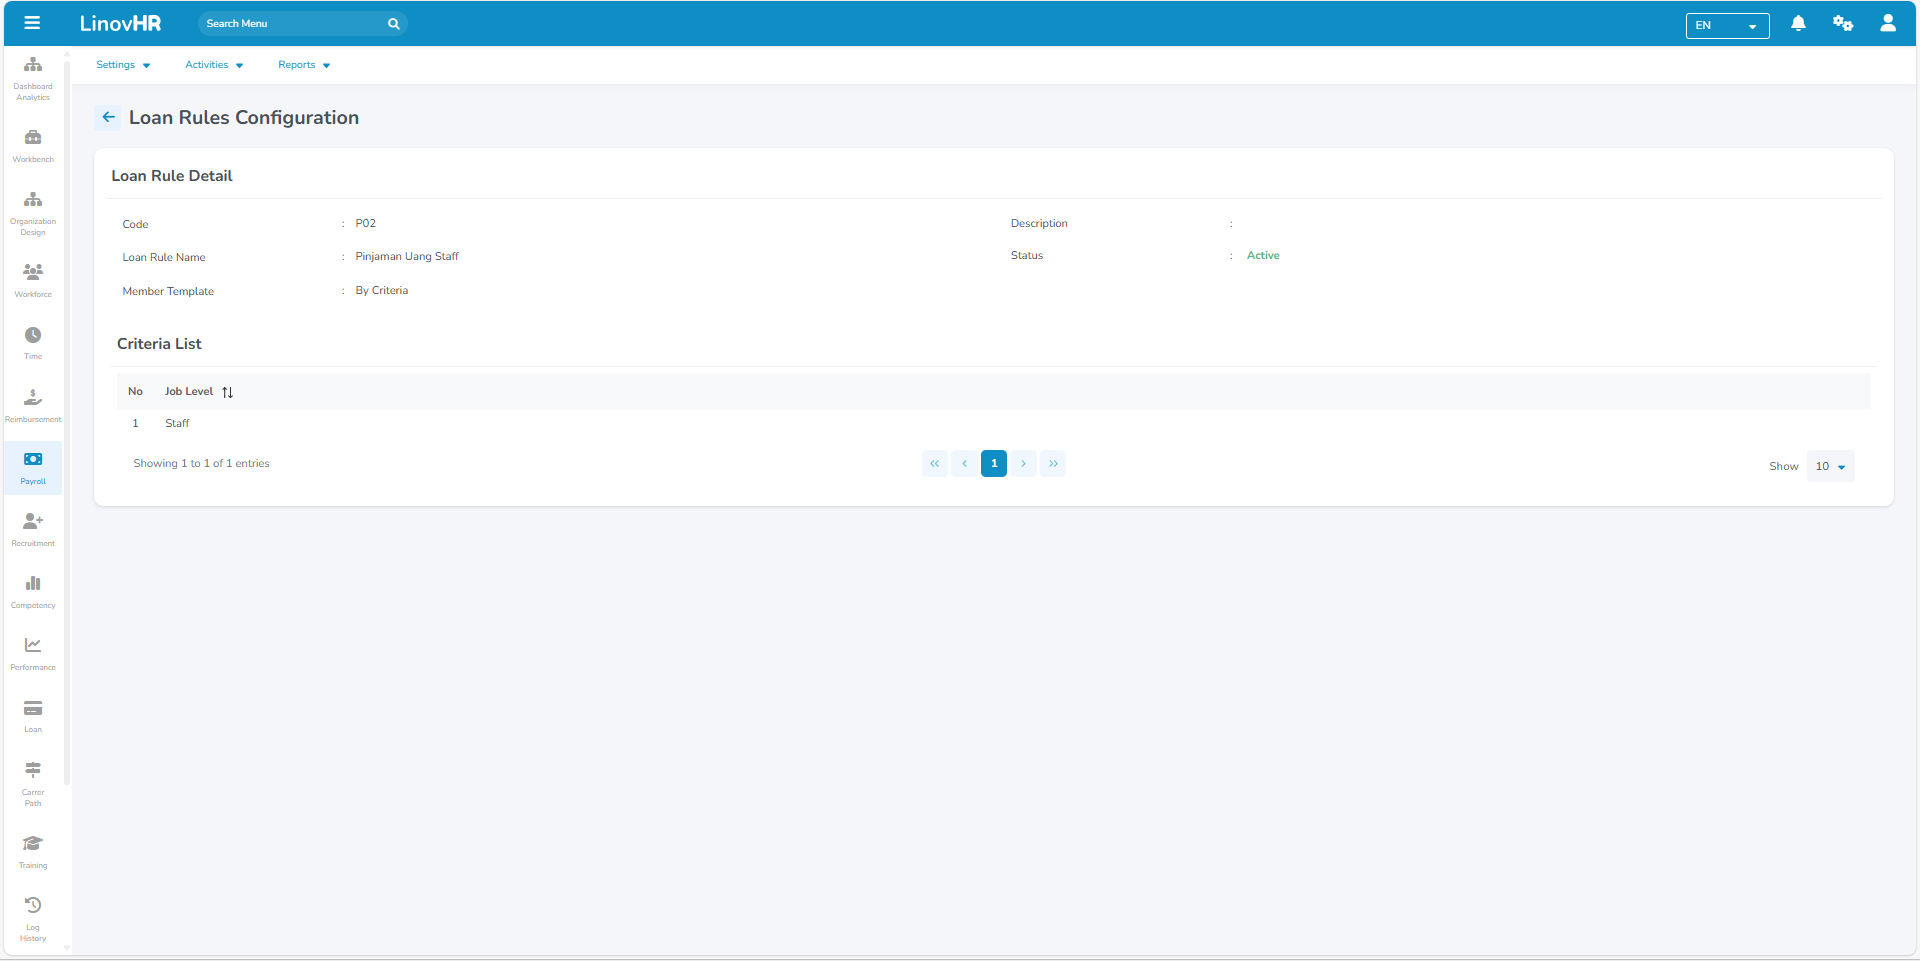 LinovHR
Search Menu
EN
Settings
Activities
Reports
Dashboard
Analytics
Workbench
Organization
Design
Workforce
Time
Reimbursement
Payroll
Recruitment
Competency
Performance
Loan
Carrer
Path
Training
Log
History
Loan Rules Configuration
Loan Rule Detail
Code : P02
Description :
Loan Rule Name : Pinjaman Uang Staff
Status : Active
Member Template : By Criteria
Criteria List
No Job Level
1 Staff
Showing 1 to 1 of 1 entries
« ‹ 1 › »
Show 10